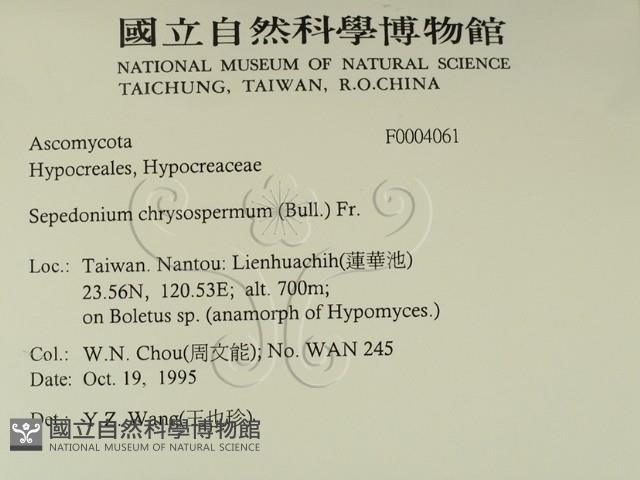 國立自然科學博物館
NATIONAL MUSEUM OF NATURAL SCIENCE
TAICHUNG, TAIWAN, R.O.CHINA
Ascomycota F0004061
Hypocreales, Hypocreaceae
Sepedonium chrysospermum (Bull.) Fr.
Loc.: Taiwan. Nantou: Lienhuachih(蓮華池)
23.56N, 120.53E; alt. 700m;
on Boletus sp. (anamorph of Hypomyces.)
Col.: W.N. Chou(周文能); No. WAN 245
Date: Oct. 19, 1995
Det.: Y.Z. Wang(王也珍)
國立自然科學博物館
NATIONAL MUSEUM OF NATURAL SCIENCE